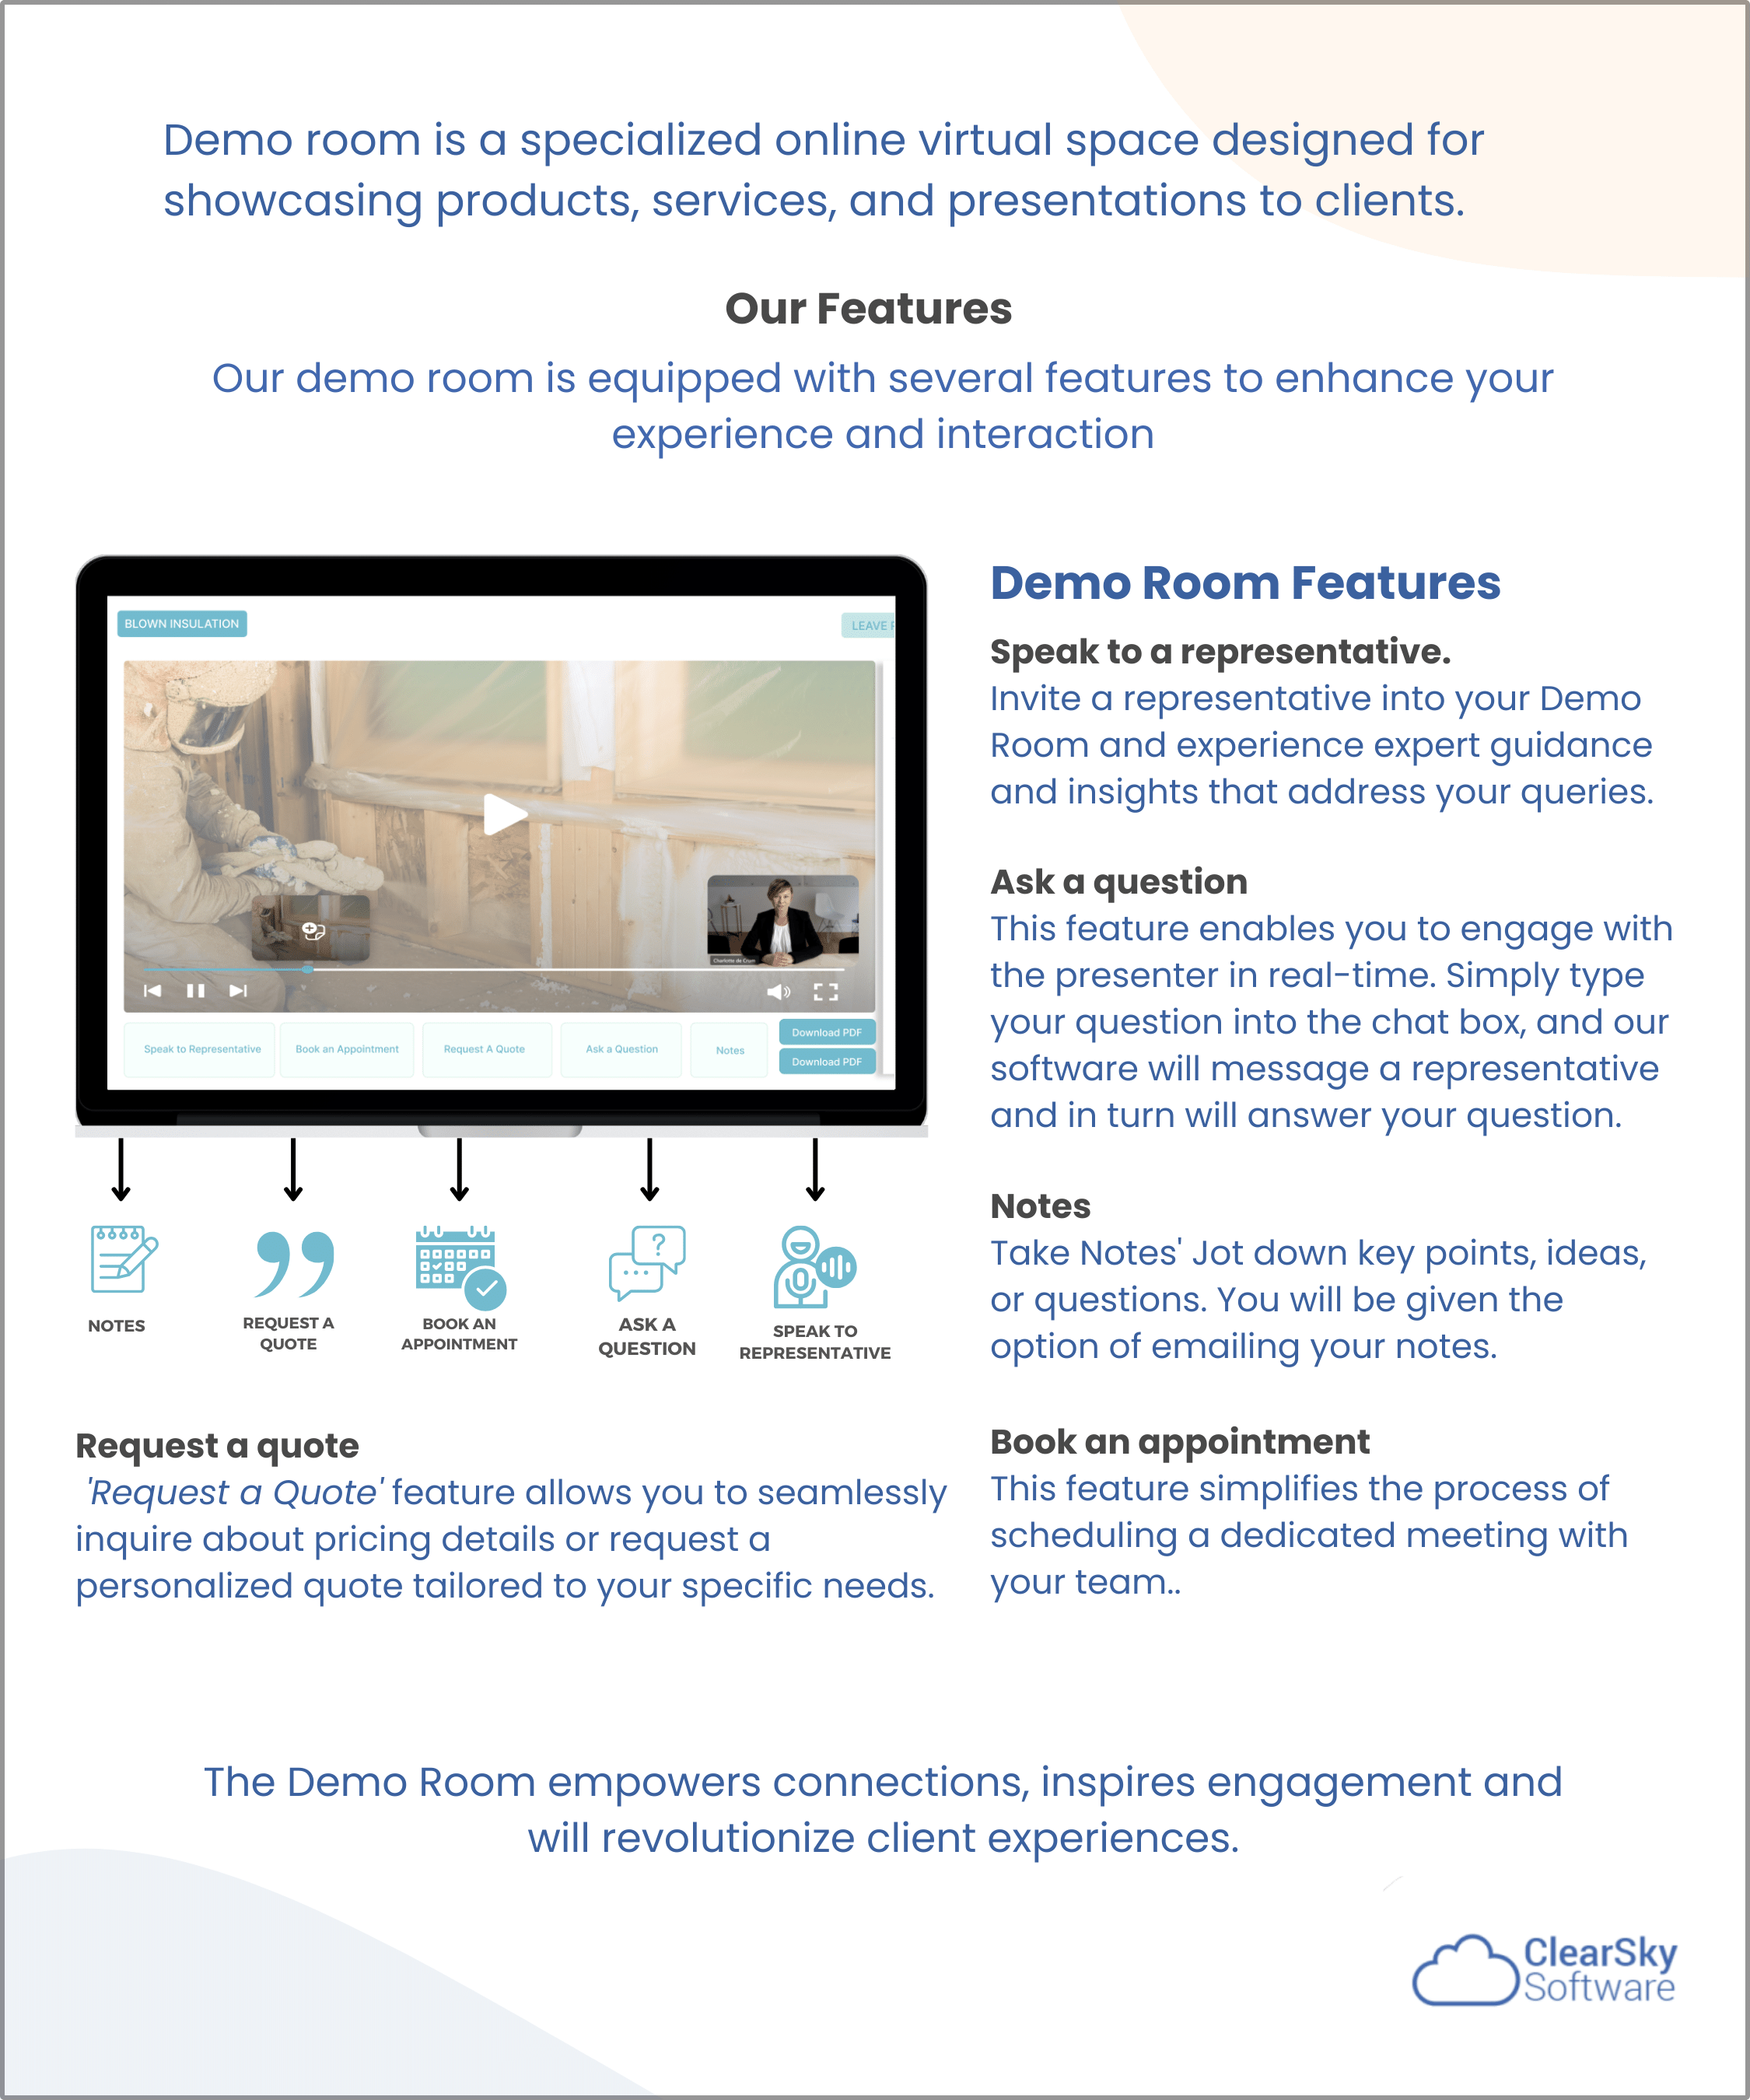 Demo room is a specialized online virtual space designed for
showcasing products, services, and presentations to clients.
Our Features
Our demo room is equipped with several features to enhance your
experience and interaction
BLOWN INSULATION
LEAVE
Charlotte de Crum
Speak to Representative
Book an Appointment
Request A Quote
Ask a Question
Notes
Download PDF
Download PDF
NOTES
REQUEST A
QUOTE
BOOK AN
APPOINTMENT
ASK A
QUESTION
SPEAK TO
REPRESENTATIVE
Request a quote
'Request a Quote' feature allows you to seamlessly
inquire about pricing details or request a
personalized quote tailored to your specific needs.
Demo Room Features
Speak to a representative.
Invite a representative into your Demo
Room and experience expert guidance
and insights that address your queries.
Ask a question
This feature enables you to engage with
the presenter in real-time. Simply type
your question into the chat box, and our
software will message a representative
and in turn will answer your question.
Notes
Take Notes' Jot down key points, ideas,
or questions. You will be given the
option of emailing your notes.
Book an appointment
This feature simplifies the process of
scheduling a dedicated meeting with
your team..
The Demo Room empowers connections, inspires engagement and
will revolutionize client experiences.
ClearSky
Software